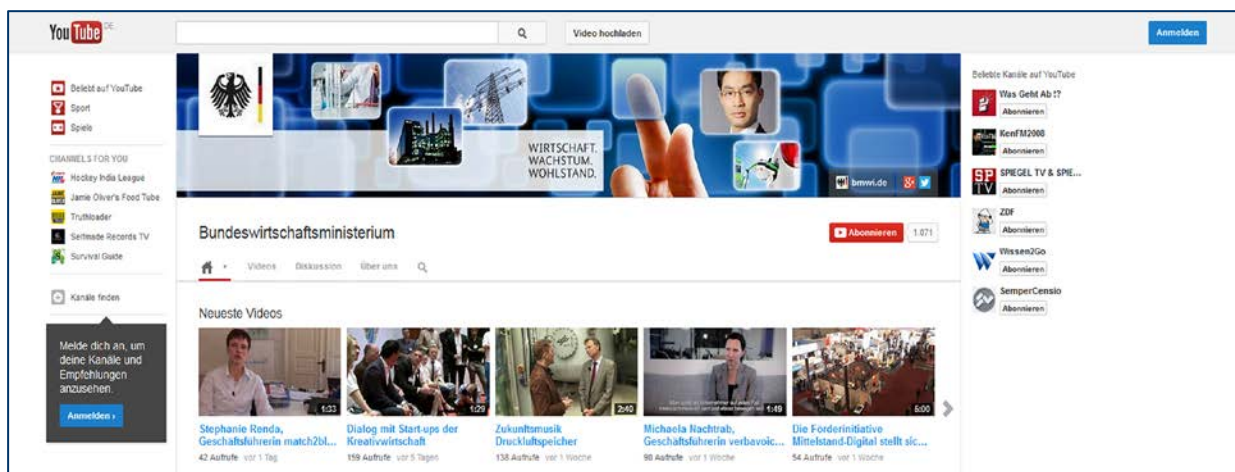 YouTube DE
Video hochladen
Anmelden
Beliebt auf YouTube
Sport
Spiele
CHANNELS FOR YOU
Hockey India League
Jamie Oliver's Food Tube
Truthloader
Serfmade Records TV
Survival Guide
Kanäle finden
Melde dich an, um
deine Kanäle und
Empfehlungen
anzusehen.
Anmelden ›
WIRTSCHAFT.
WACHSTUM.
WOHLSTAND.
bmwi.de
Bundeswirtschaftsministerium
Abonnieren 1.071
Videos Diskussion Über uns
Neueste Videos
1:33
Stephanie Renda,
Geschäftsführerin match2bl...
42 Aufrufe vor 1 Tag
1:29
Dialog mit Start-ups der
Kreativwirtschaft
159 Aufrufe vor 5 Tagen
2:40
Zukunftsmusik
Druckluftspeicher
138 Aufrufe vor 1 Woche
1:49
Michaela Nachtrab,
Geschäftsführerin verbavoic...
90 Aufrufe vor 1 Woche
5:00
Die Förderinitiative
Mittelstand-Digital stellt sic...
54 Aufrufe vor 1 Woche
Beliebte Kanäle auf YouTube
Was Geht Ab !?
Abonnieren
KenFM2008
Abonnieren
SP TV
SPIEGEL TV & SPIE...
Abonnieren
ZDF
Abonnieren
Wissen2Go
Abonnieren
SemperCensio
Abonnieren